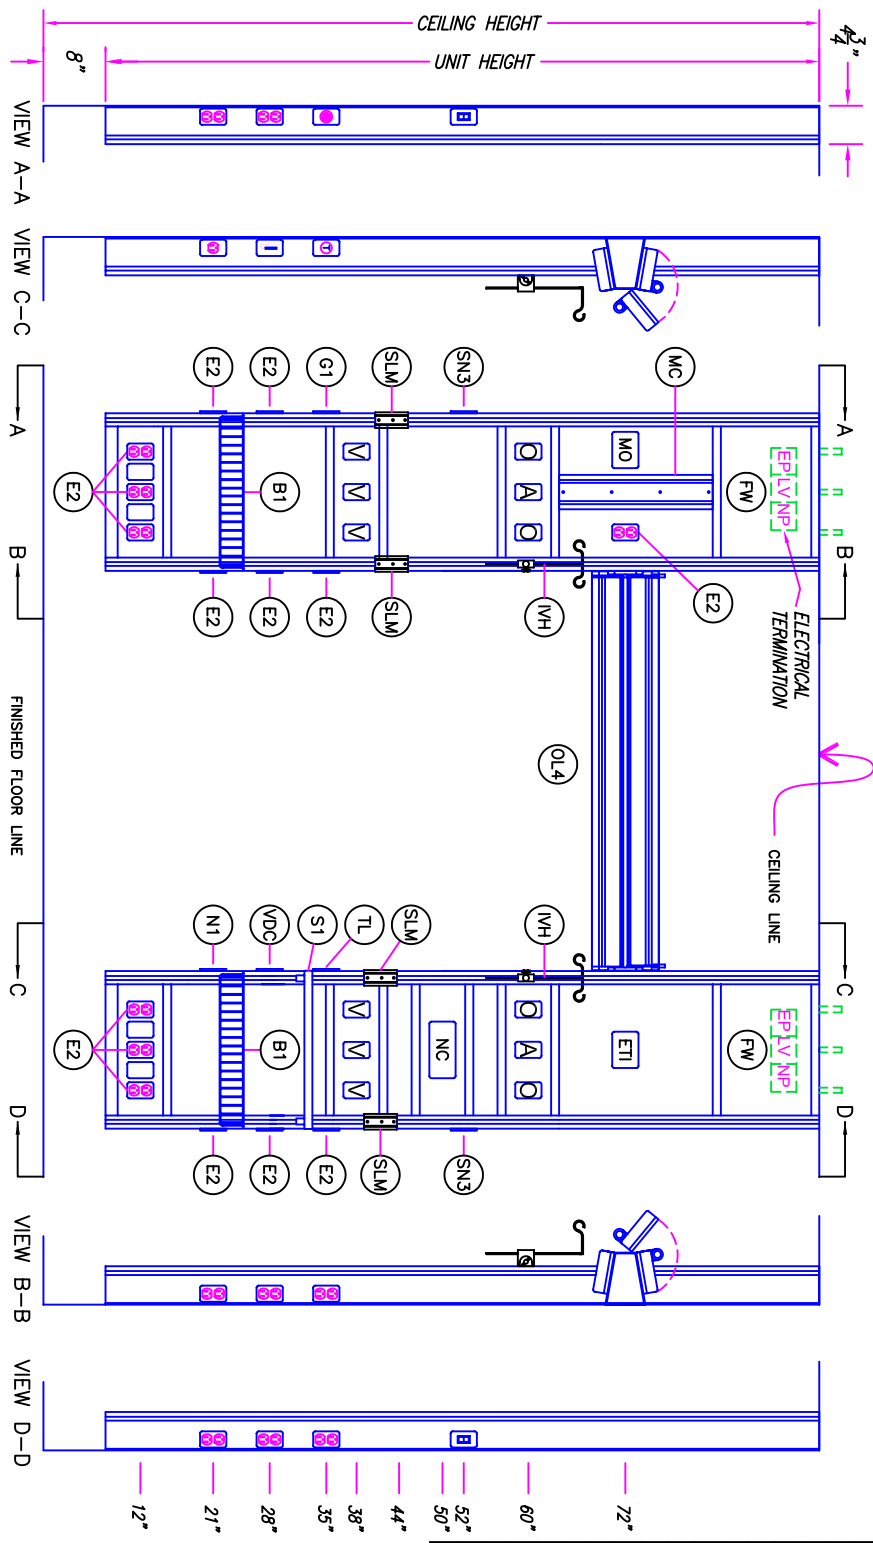 4 3/4"
A
B
C
D
CEILING HEIGHT
UNIT HEIGHT
ELECTRICAL
TERMINATION
CEILING LINE
EP LV NP
EP LV NP
FW
FW
E2
MC
MO
ETI
72"
OL4
IVH
IVH
O A O
O A O
60"
SN3
SN3
52"
NC
50"
SLM
SLM
SLM
SLM
44"
V V V
V V V
38"
G1
E2
TL
E2
35"
S1
B1
B1
E2
E2
VDC
E2
28"
T
E2
E2
N1
E2
21"
E2
E2
12"
8"
A
B
FINISHED FLOOR LINE
C
D
VIEW A-A
VIEW C-C
VIEW B-B
VIEW D-D